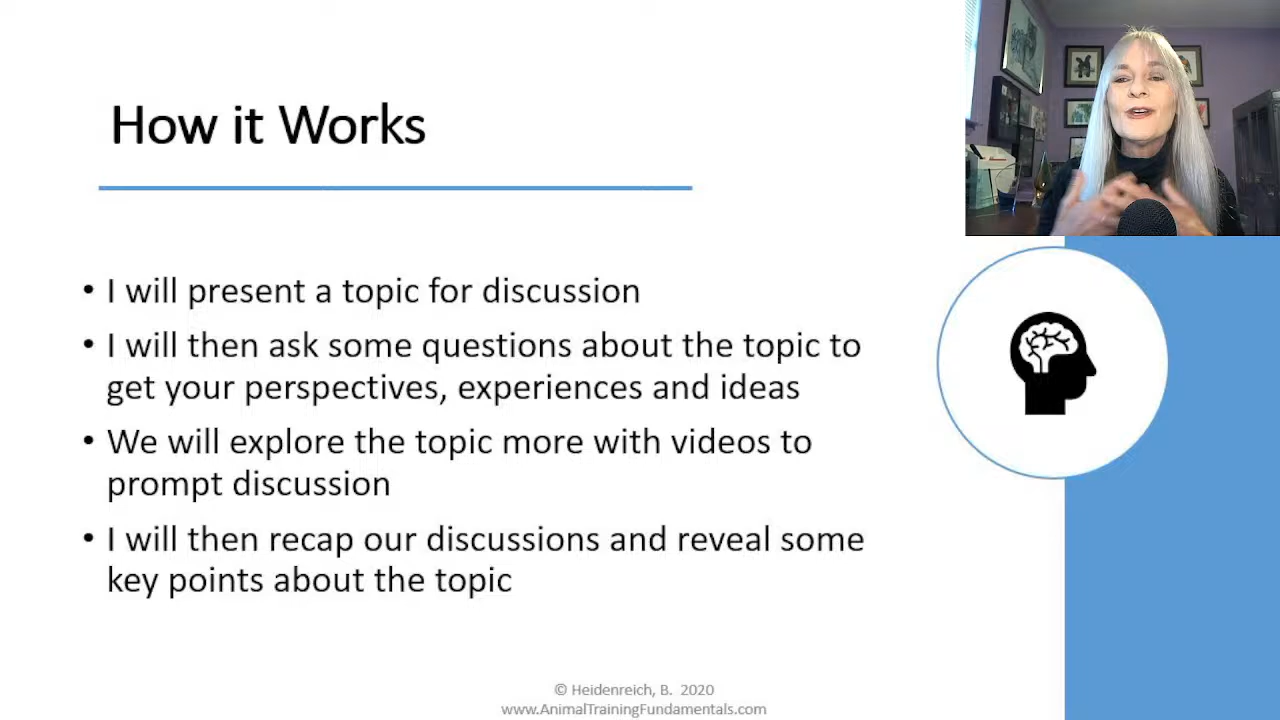 How it Works
• I will present a topic for discussion
• I will then ask some questions about the topic to
get your perspectives, experiences and ideas
• We will explore the topic more with videos to
prompt discussion
• I will then recap our discussions and reveal some
key points about the topic
© Heidenreich, B. 2020
www.AnimalTrainingFundamentals.com